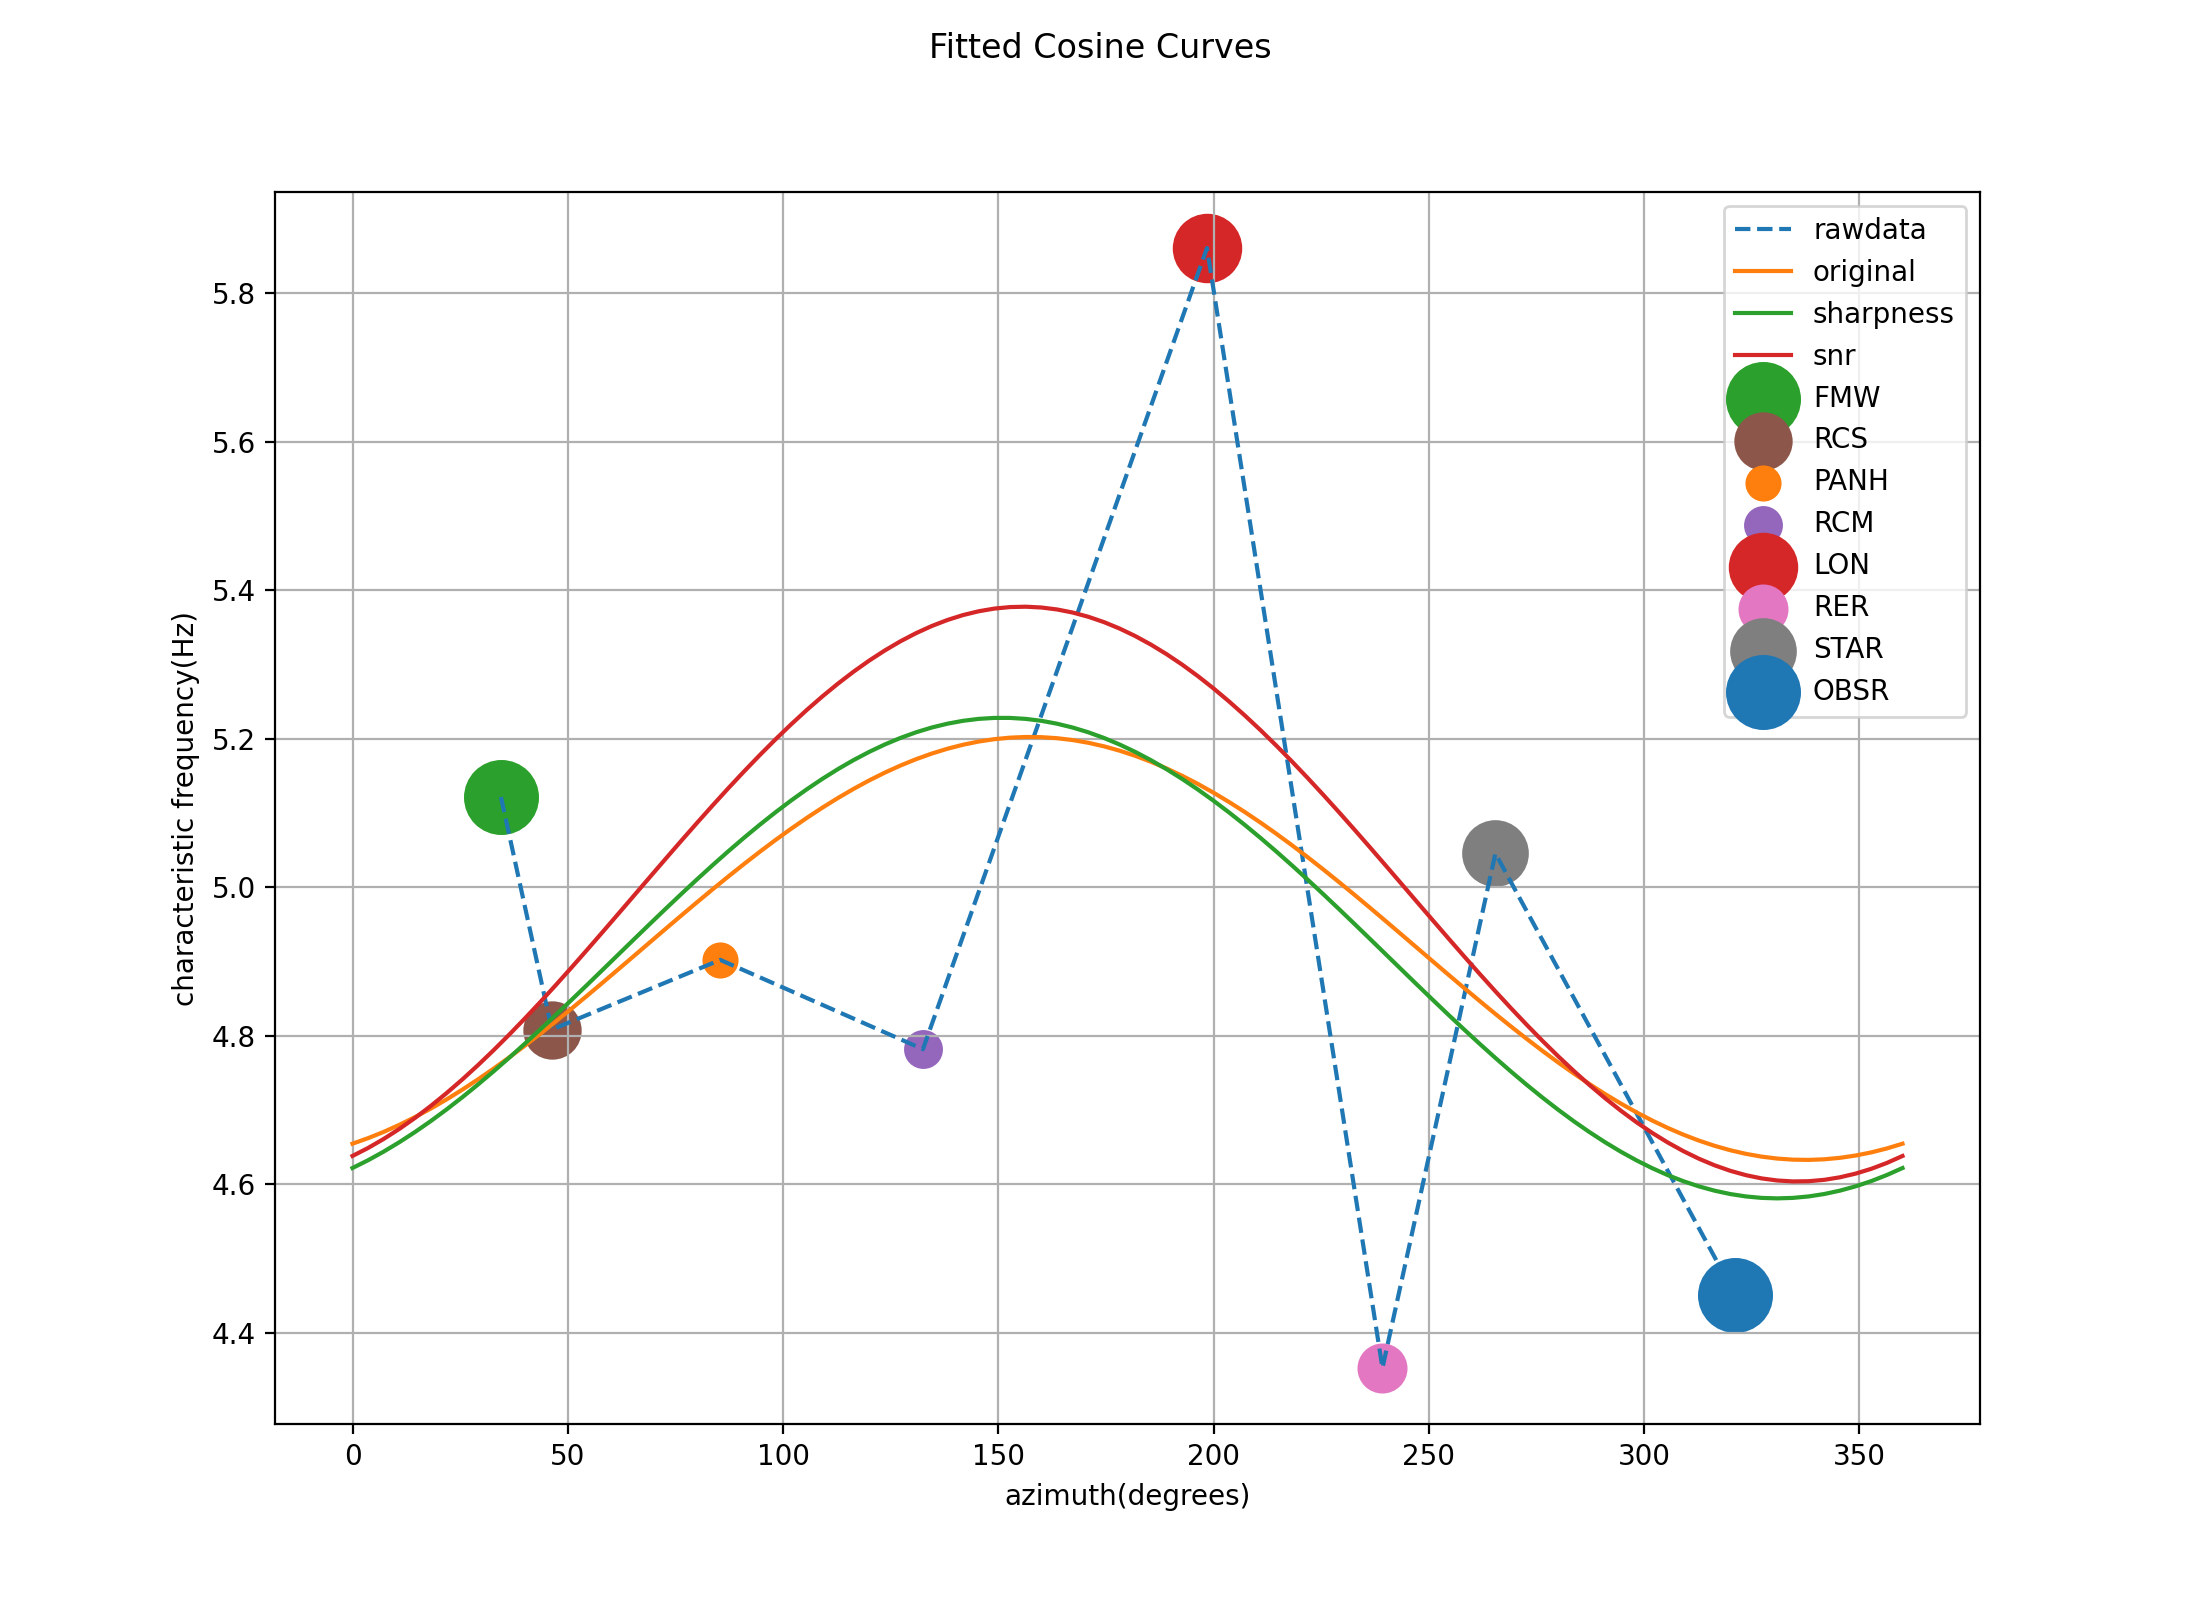 Fitted Cosine Curves
rawdata
original
sharpness
snr
FMW
RCS
PANH
RCM
LON
RER
STAR
OBSR
characteristic frequency(Hz)
5.8
5.6
5.4
5.2
5.0
4.8
4.6
4.4
0 50 100 150 200 250 300 350
azimuth(degrees)